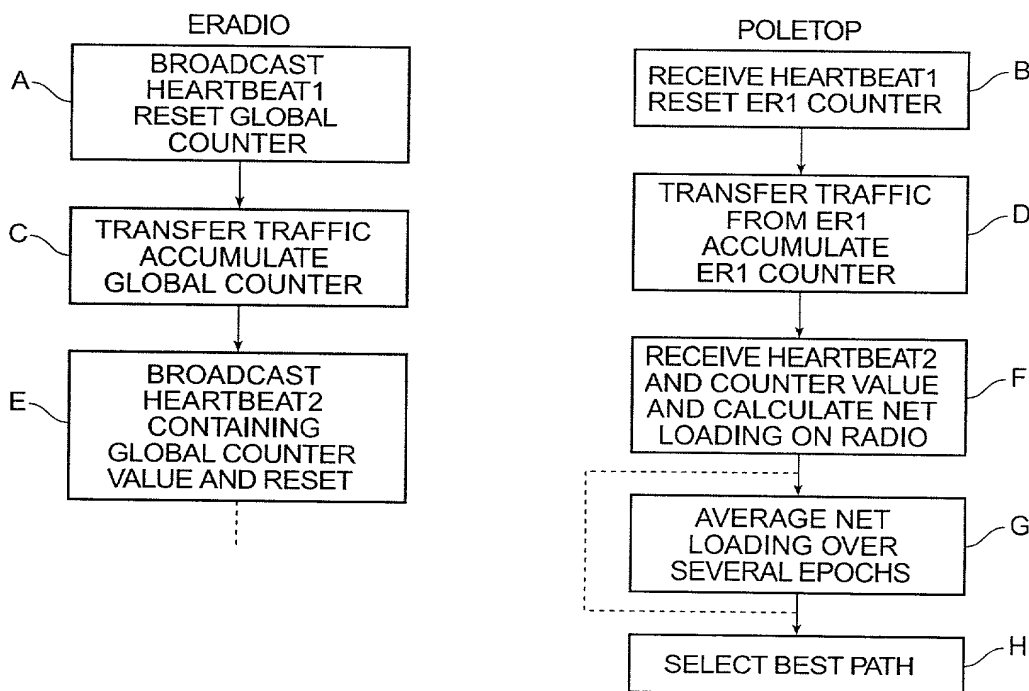 ERADIO
A
BROADCAST
HEARTBEAT1
RESET GLOBAL
COUNTER
C
TRANSFER TRAFFIC
ACCUMULATE
GLOBAL COUNTER
E
BROADCAST
HEARTBEAT2
CONTAINING
GLOBAL COUNTER
VALUE AND RESET
POLETOP
RECEIVE HEARTBEAT1
RESET ER1 COUNTER
B
TRANSFER TRAFFIC
FROM ER1
ACCUMULATE
ER1 COUNTER
D
RECEIVE HEARTBEAT2
AND COUNTER VALUE
AND CALCULATE NET
LOADING ON RADIO
F
AVERAGE NET
LOADING OVER
SEVERAL EPOCHS
G
SELECT BEST PATH
H